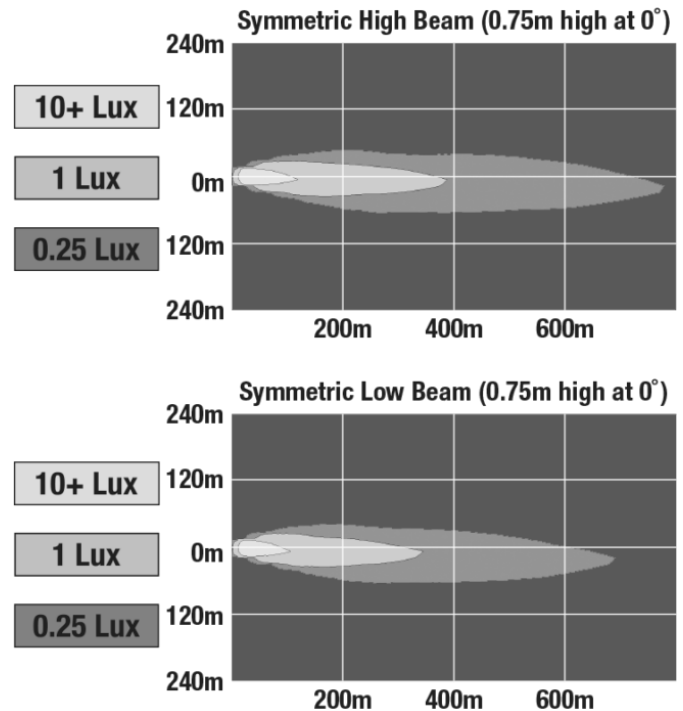 Symmetric High Beam (0.75m high at 0°)
240m
10+ Lux
120m
1 Lux
0m
0.25 Lux
120m
240m
200m 400m 600m
Symmetric Low Beam (0.75m high at 0°)
240m
10+ Lux
120m
1 Lux
0m
0.25 Lux
120m
240m
200m 400m 600m